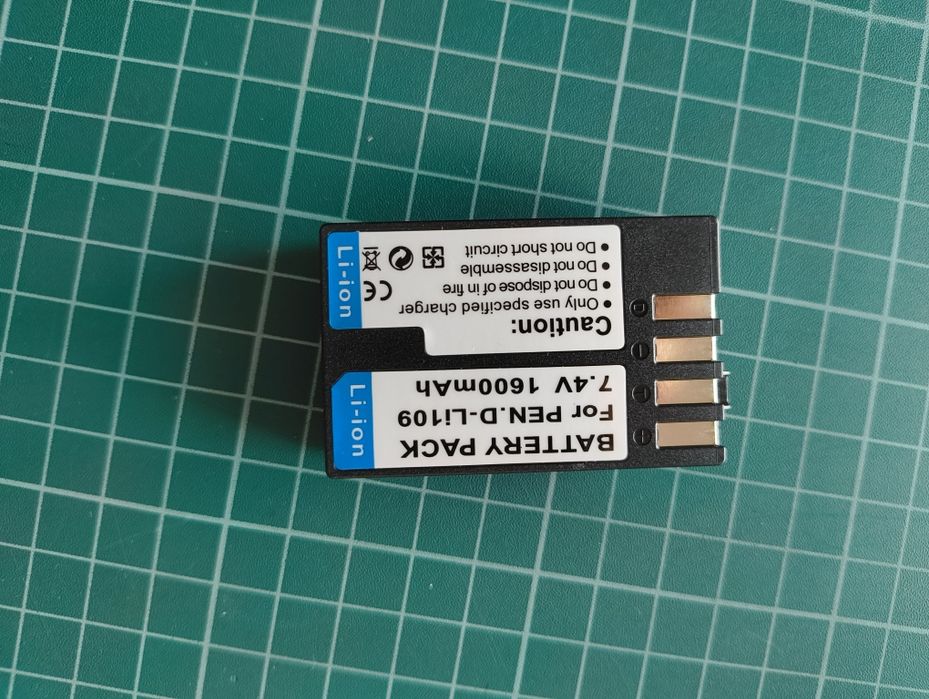 BATTERY PACK
For PEN.D-Li109
7.4V 1600mAh
Li-ion
Caution:
• Only use specified charger
• Do not dispose of in fire
• Do not disassemble
• Do not short circuit
CE
Li-ion